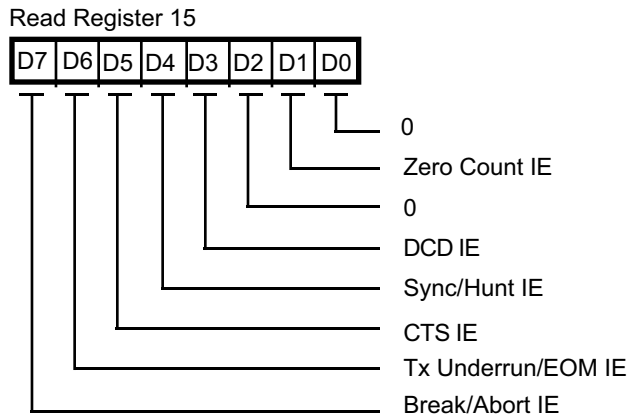 Read Register 15
D7 D6 D5 D4 D3 D2 D1 D0
0
Zero Count IE
0
DCD IE
Sync/Hunt IE
CTS IE
Tx Underrun/EOM IE
Break/Abort IE